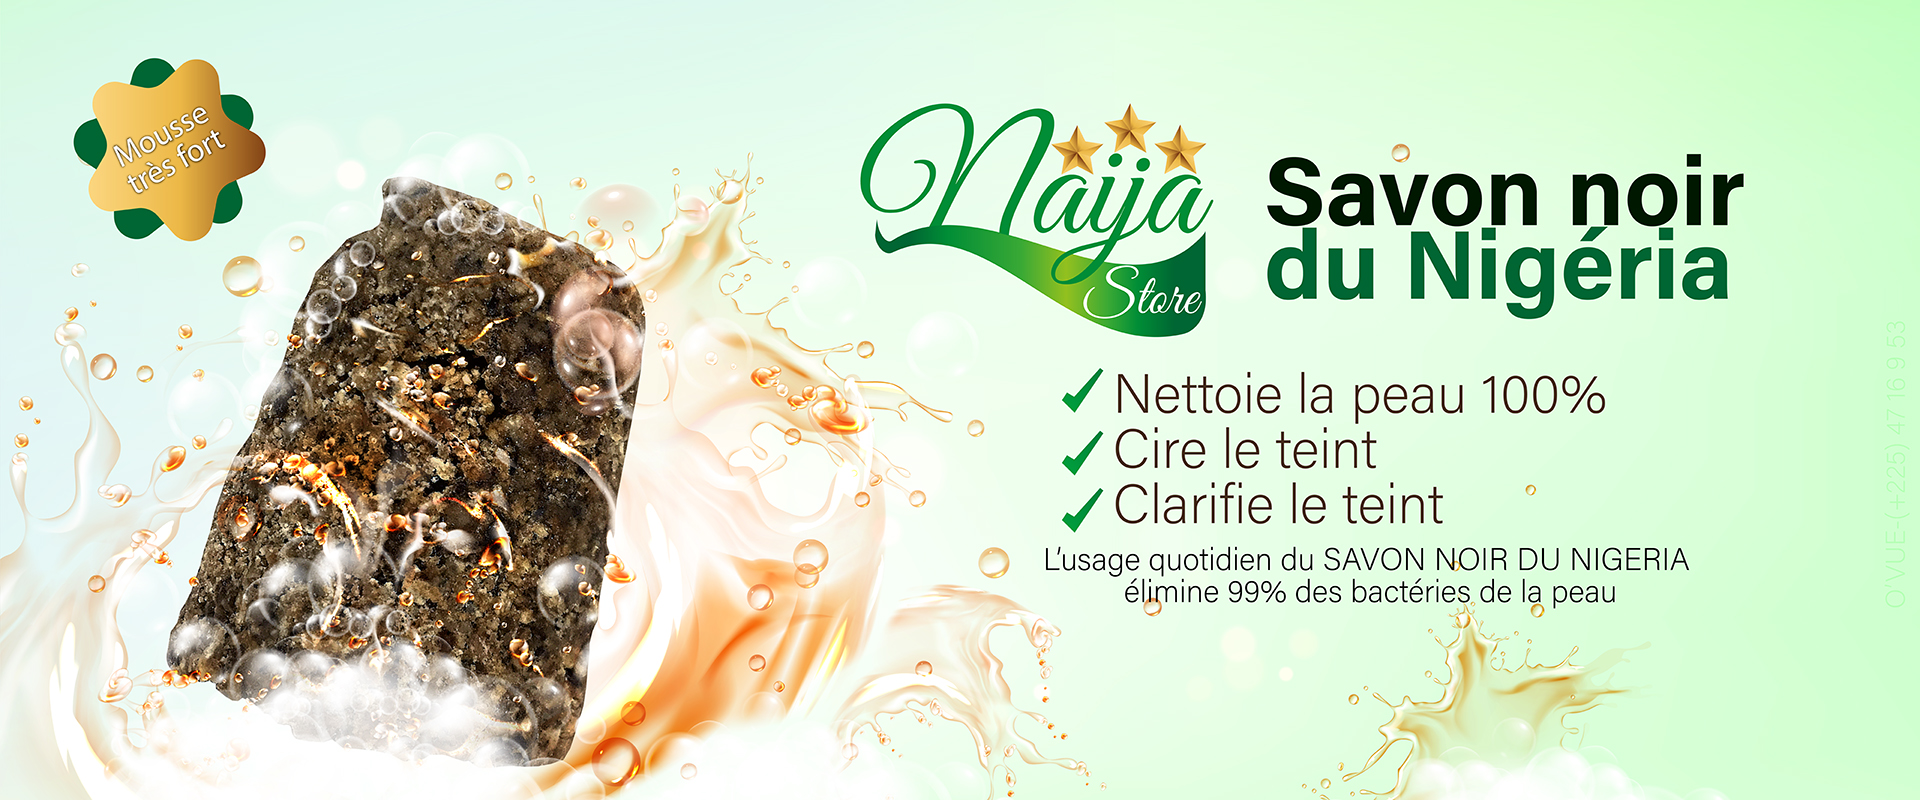 Mousse
très fort
Naija
Store
Savon noir
du Nigéria
Nettoie la peau 100%
Cire le teint
Clarifie le teint
L'usage quotidien du SAVON NOIR DU NIGERIA
élimine 99% des bactéries de la peau
O'VUE-(+225) 47 16 9 53